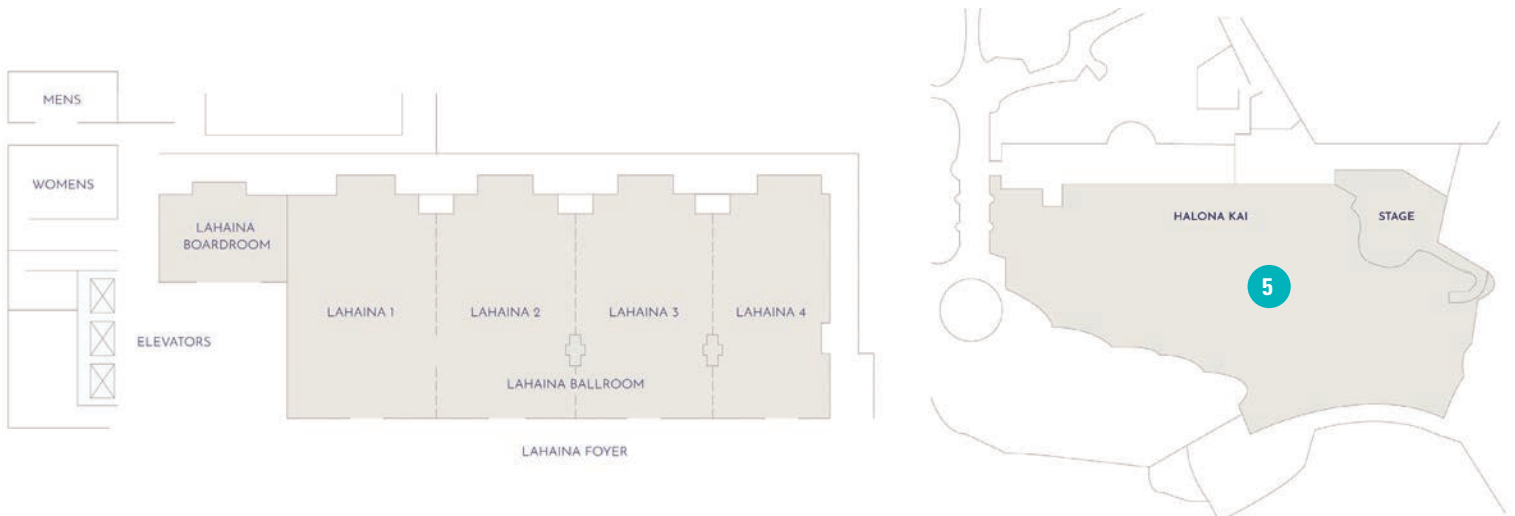 MENS
WOMENS
LAHAINA
BOARDROOM
ELEVATORS
LAHAINA 1
LAHAINA 2
LAHAINA 3
LAHAINA 4
LAHAINA BALLROOM
LAHAINA FOYER
HALONA KAI
STAGE
5